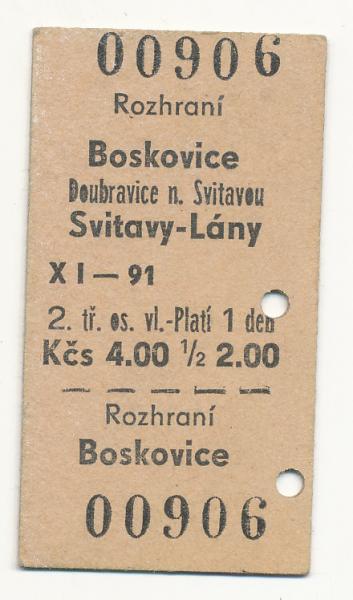 00906
Rozhraní
Boskovice
Doubravice n. Svitavou
Svitavy-Lány
XI — 91
2. tř. os. vl.-Platí 1 den
Kčs 4.00 ½ 2.00
Rozhraní
Boskovice
00906